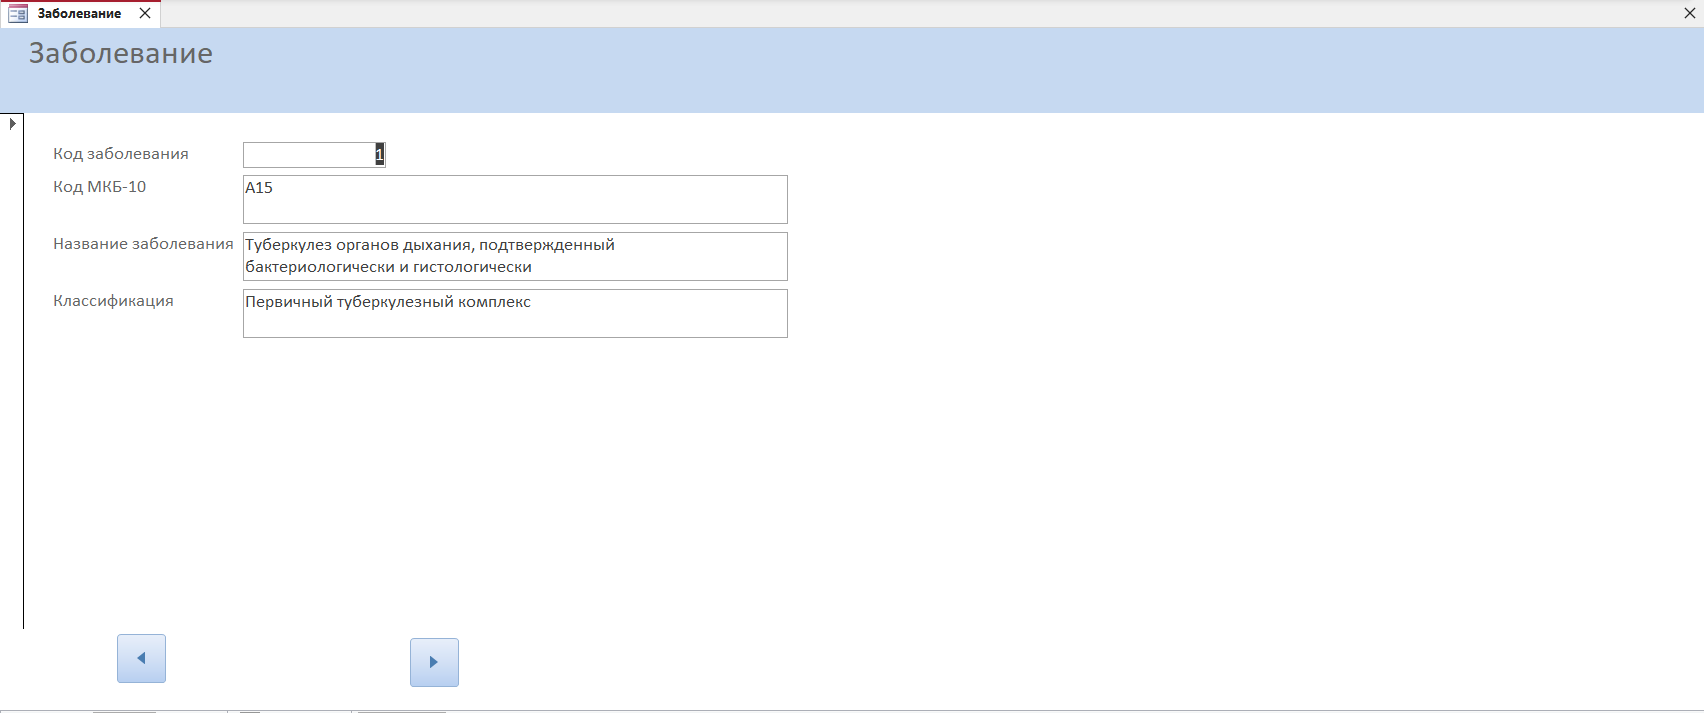 Заболевание
Заболевание
Код заболевания 1
Код МКБ-10 A15
Название заболевания Туберкулез органов дыхания, подтвержденный
бактериологически и гистологически
Классификация Первичный туберкулезный комплекс